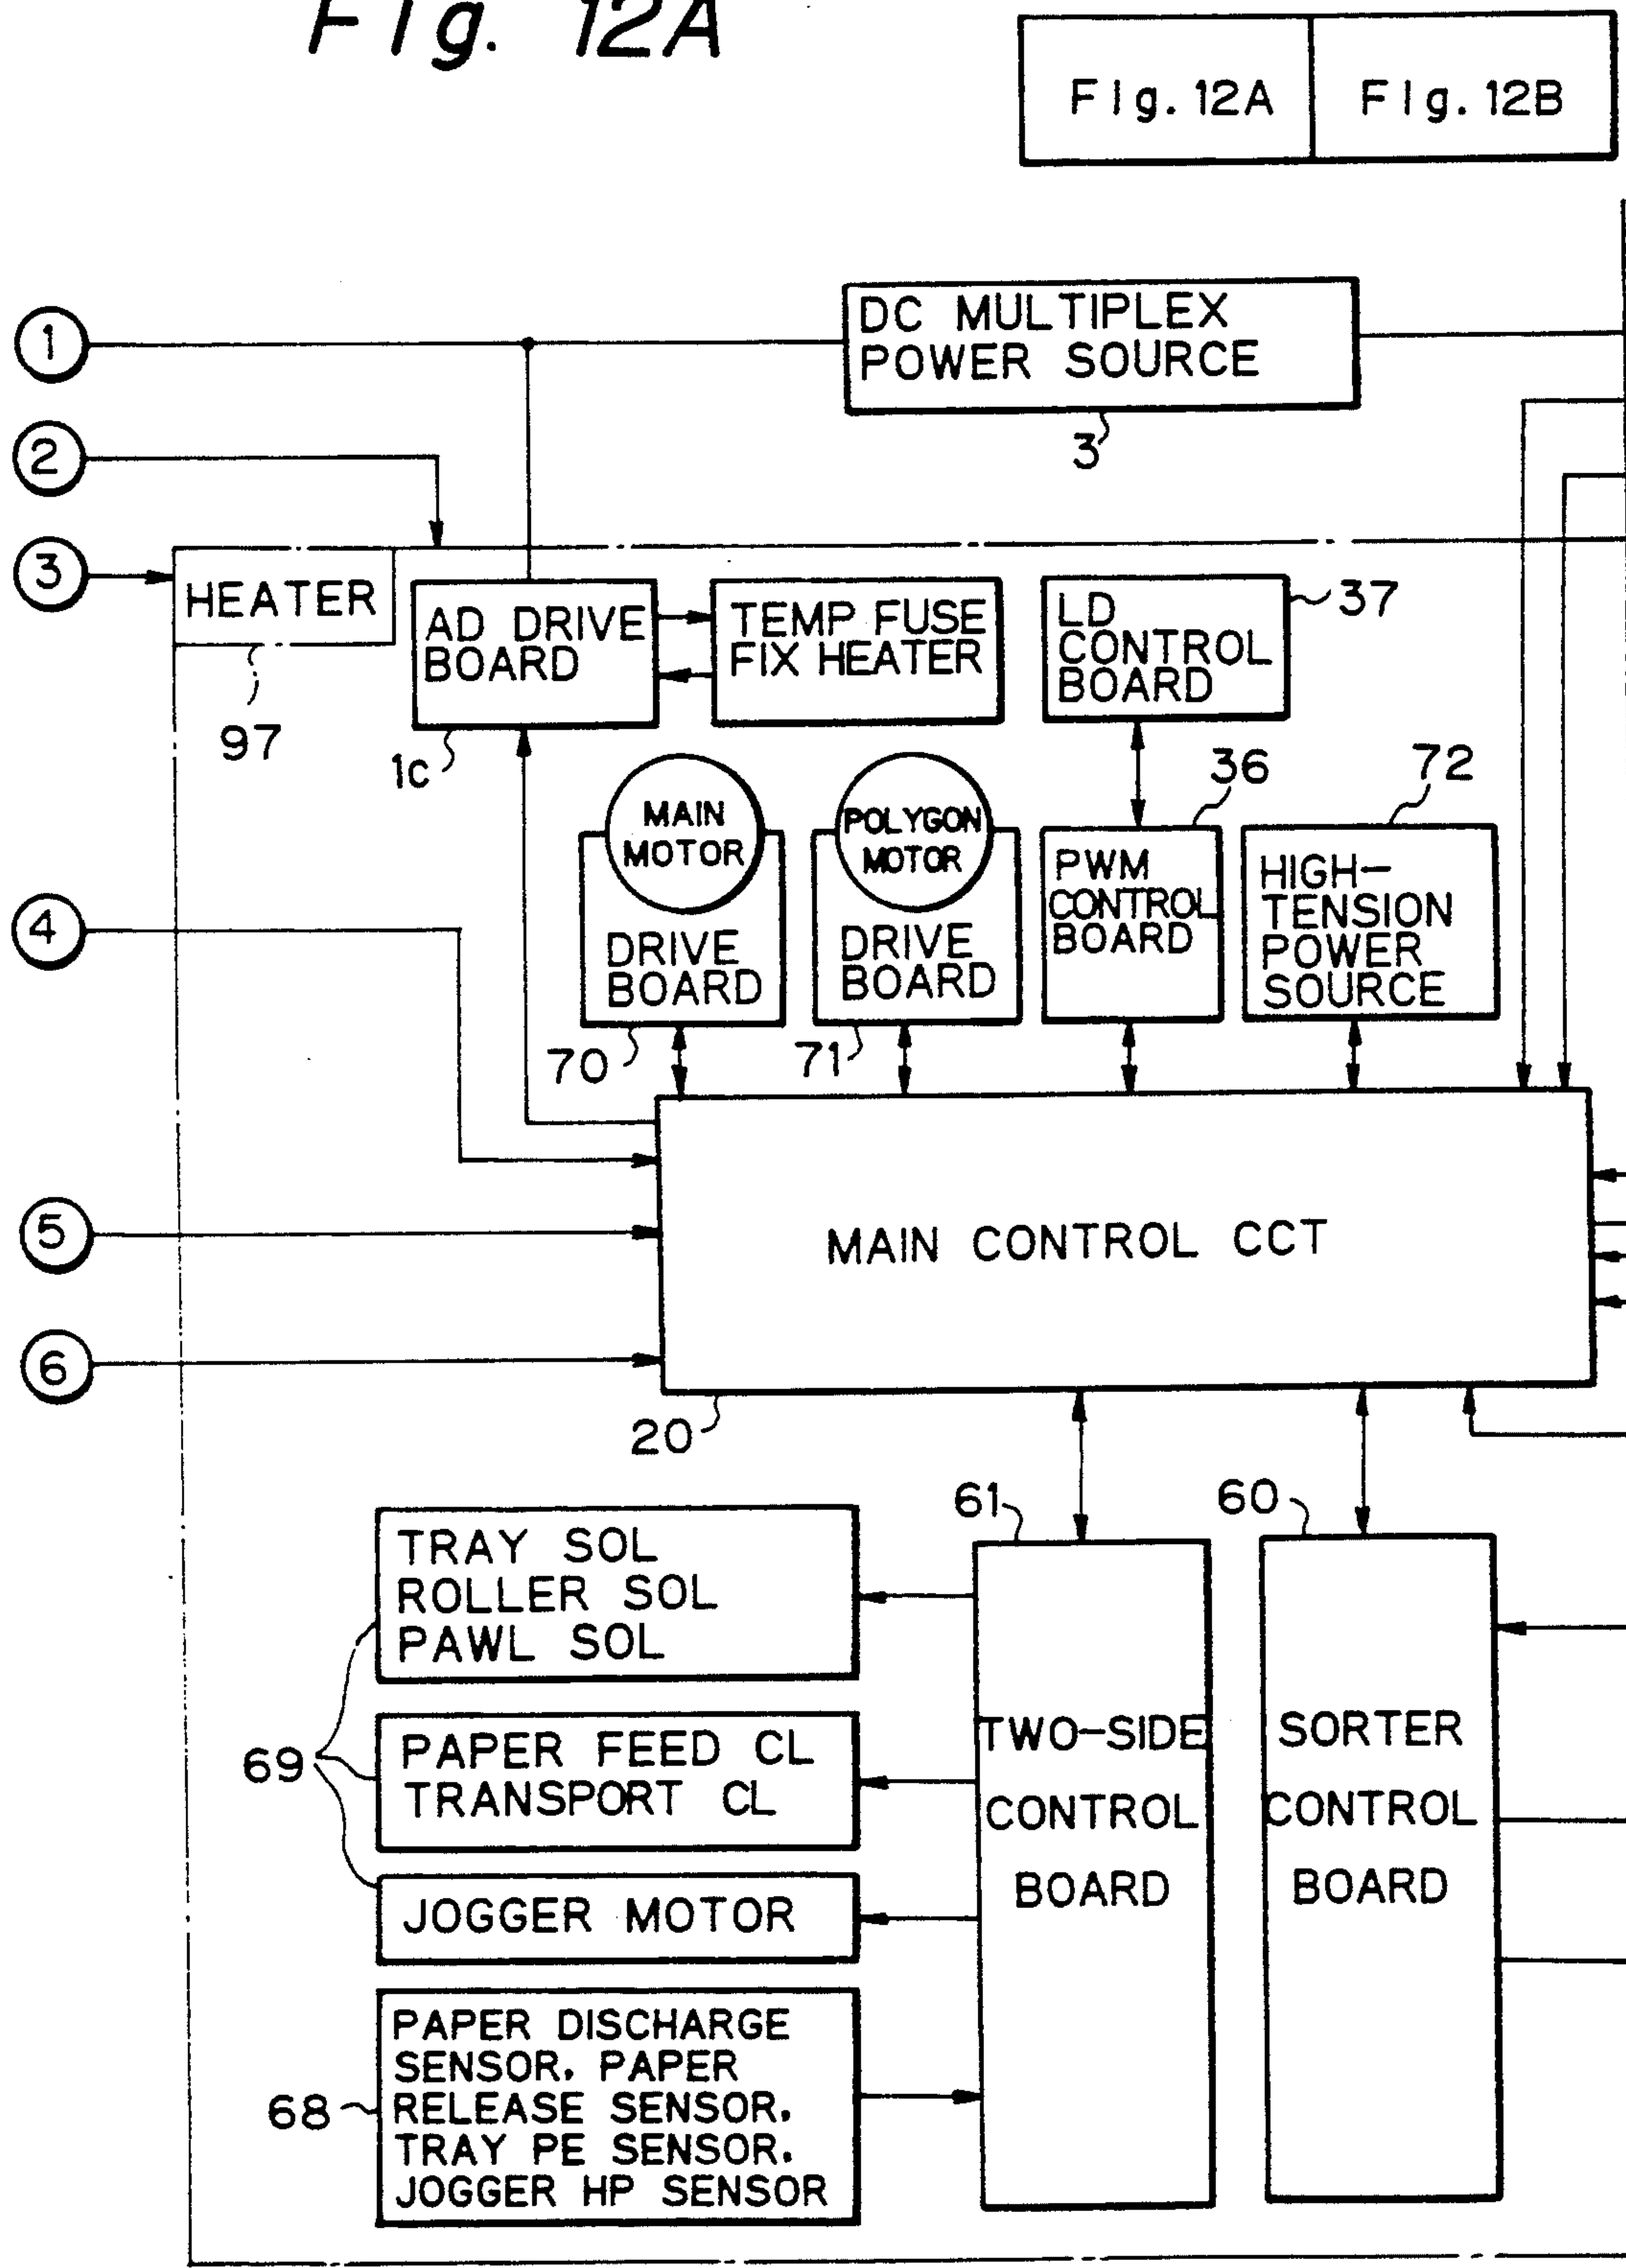 Fig. 12A
Fig. 12A
Fig. 12B
1
DC MULTIPLEX
POWER SOURCE
3
2
3
HEATER
97
AD DRIVE
BOARD
1c
TEMP FUSE
FIX HEATER
LD
CONTROL
BOARD
37
MAIN
MOTOR
DRIVE
BOARD
70
POLYGON
MOTOR
DRIVE
BOARD
71
36
PWM
CONTROL
BOARD
72
HIGH-
TENSION
POWER
SOURCE
4
5
MAIN CONTROL CCT
6
20
61
60
TRAY SOL
ROLLER SOL
PAWL SOL
69
PAPER FEED CL
TRANSPORT CL
JOGGER MOTOR
TWO-SIDE
CONTROL
BOARD
SORTER
CONTROL
BOARD
68
PAPER DISCHARGE
SENSOR, PAPER
RELEASE SENSOR,
TRAY PE SENSOR,
JOGGER HP SENSOR